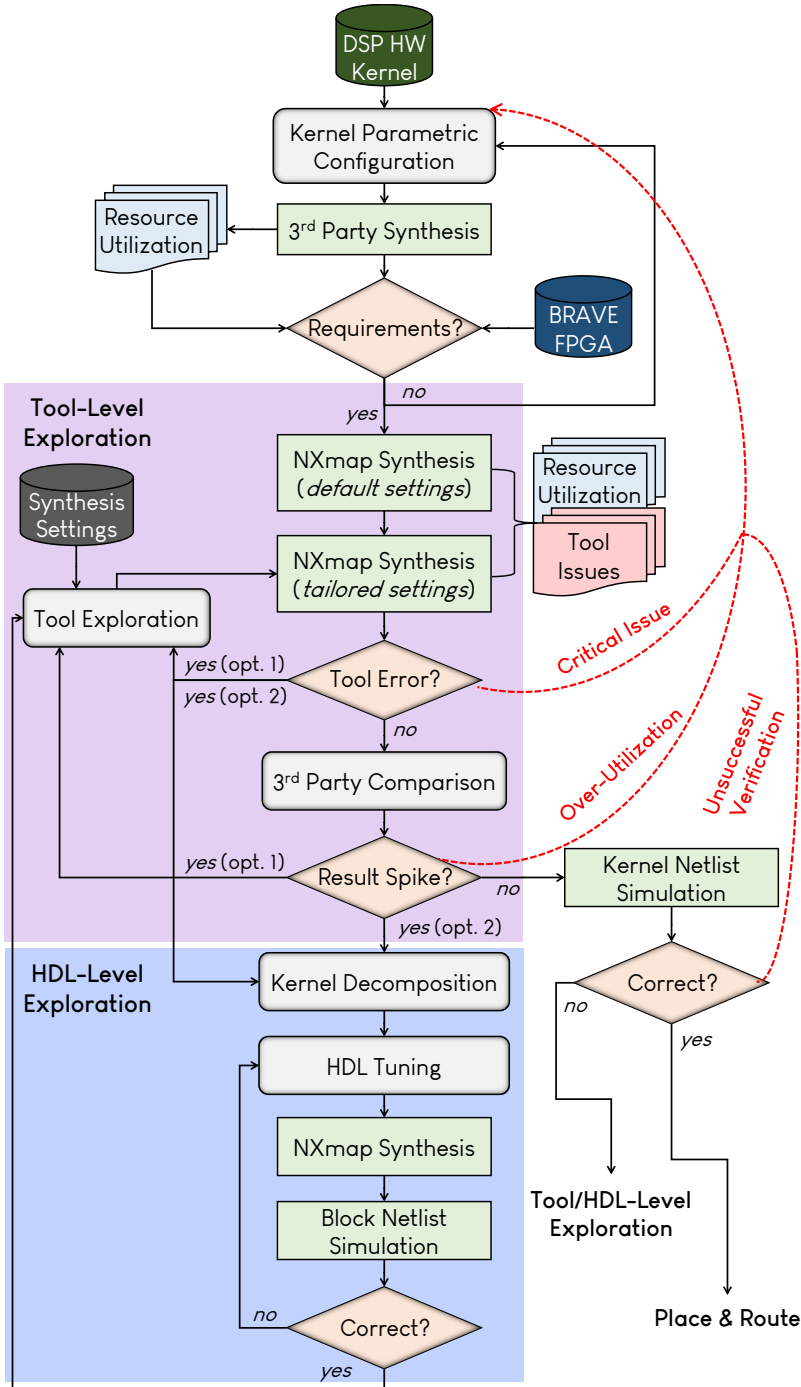 DSP HW
Kernel
Kernel Parametric
Configuration
Resource
Utilization
3rd Party Synthesis
Requirements?
BRAVE
FPGA
no
yes
Tool-Level
Exploration
NXmap Synthesis
(default settings)
Resource
Utilization
Synthesis
Settings
NXmap Synthesis
(tailored settings)
Tool
Issues
Tool Exploration
Critical Issue
yes (opt. 1)
Tool Error?
yes (opt. 2)
no
Over-Utilization
Unsuccessful
Verification
3rd Party Comparison
yes (opt. 1)
Result Spike?
no
Kernel Netlist
Simulation
yes (opt. 2)
HDL-Level
Exploration
Kernel Decomposition
Correct?
no
yes
HDL Tuning
NXmap Synthesis
Tool/HDL-Level
Exploration
Block Netlist
Simulation
no
Correct?
Place & Route
yes